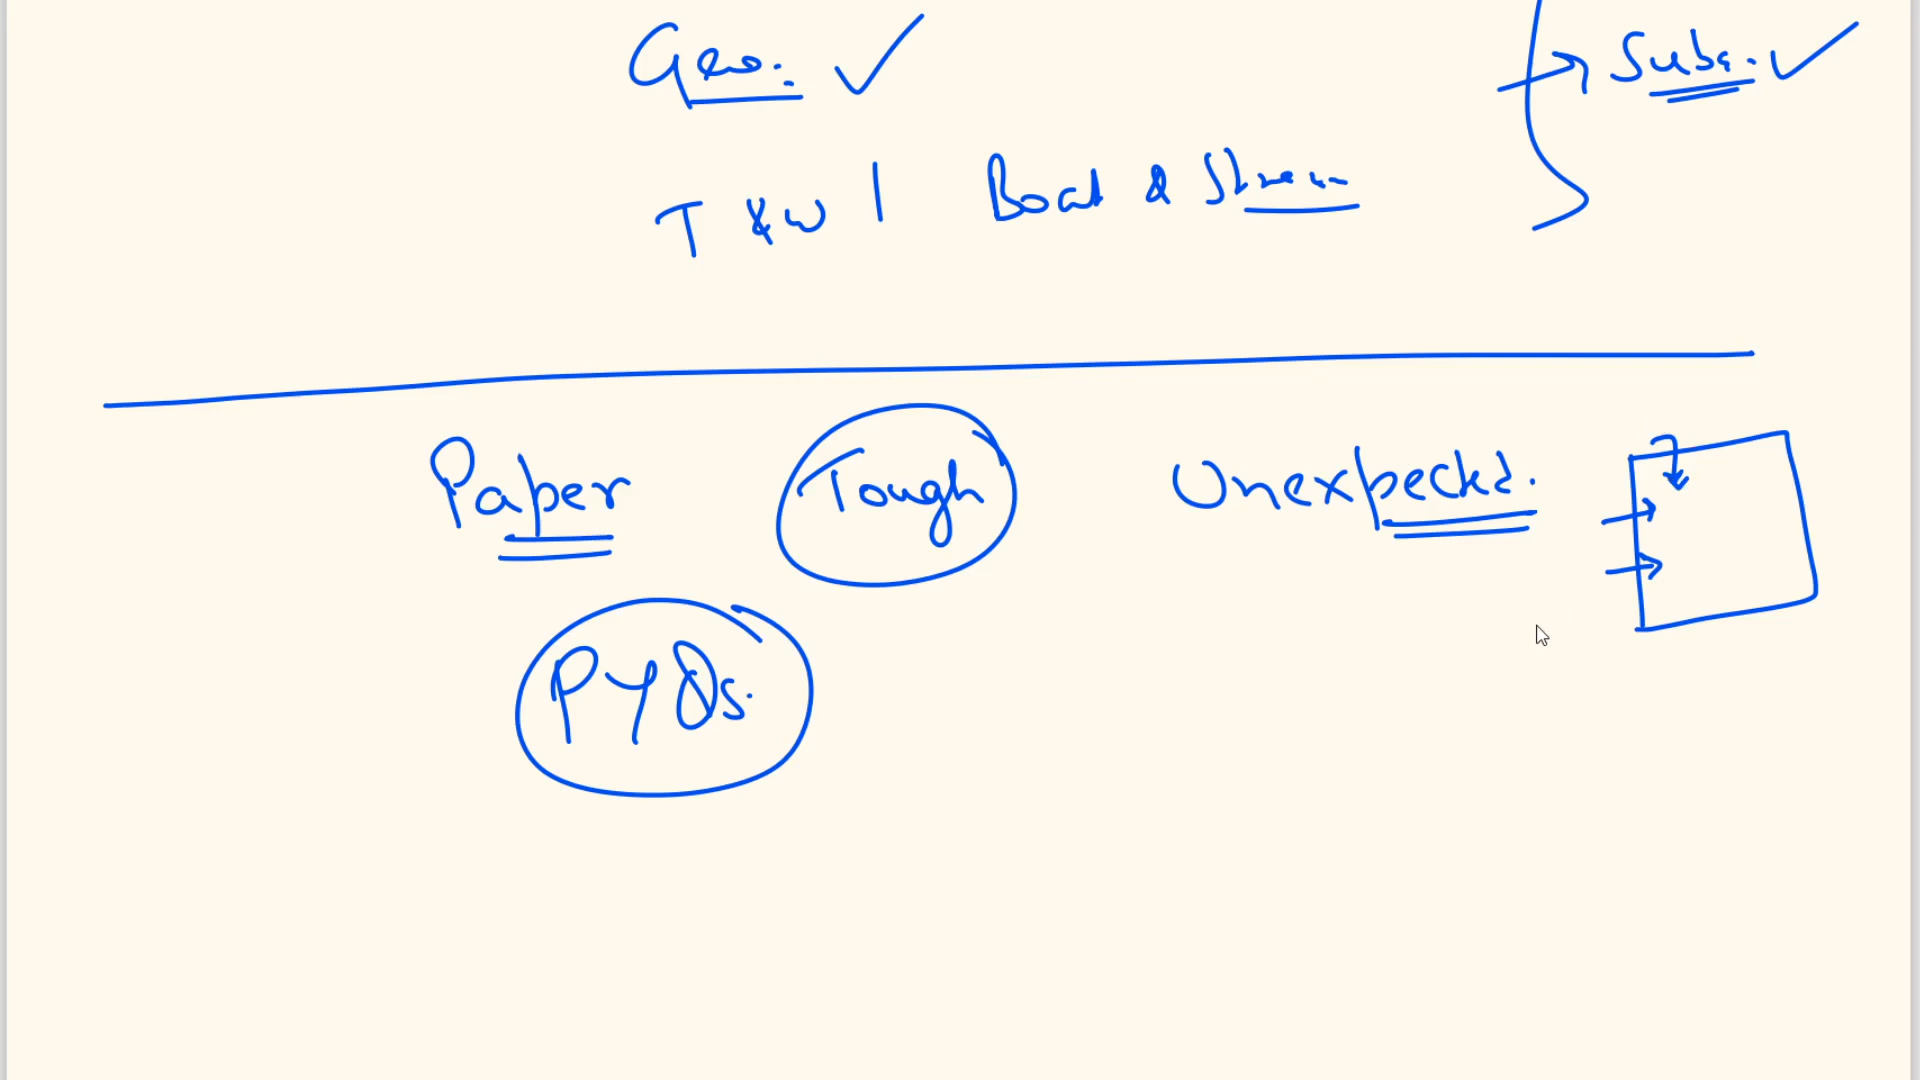 Geo. Subs.
T & W | Boat & Stream
Paper Tough Unexpected.
PYQs.